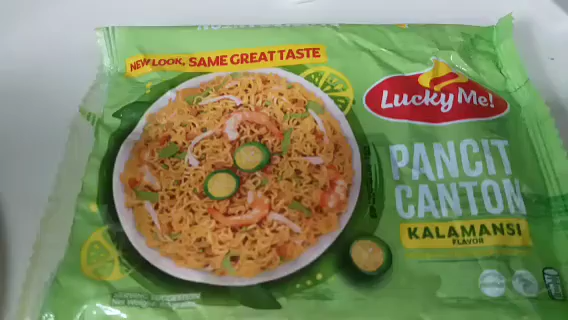 NEW LOOK, SAME GREAT TASTE
Lucky Me!
PANCIT
CANTON
KALAMANSI
FLAVOR